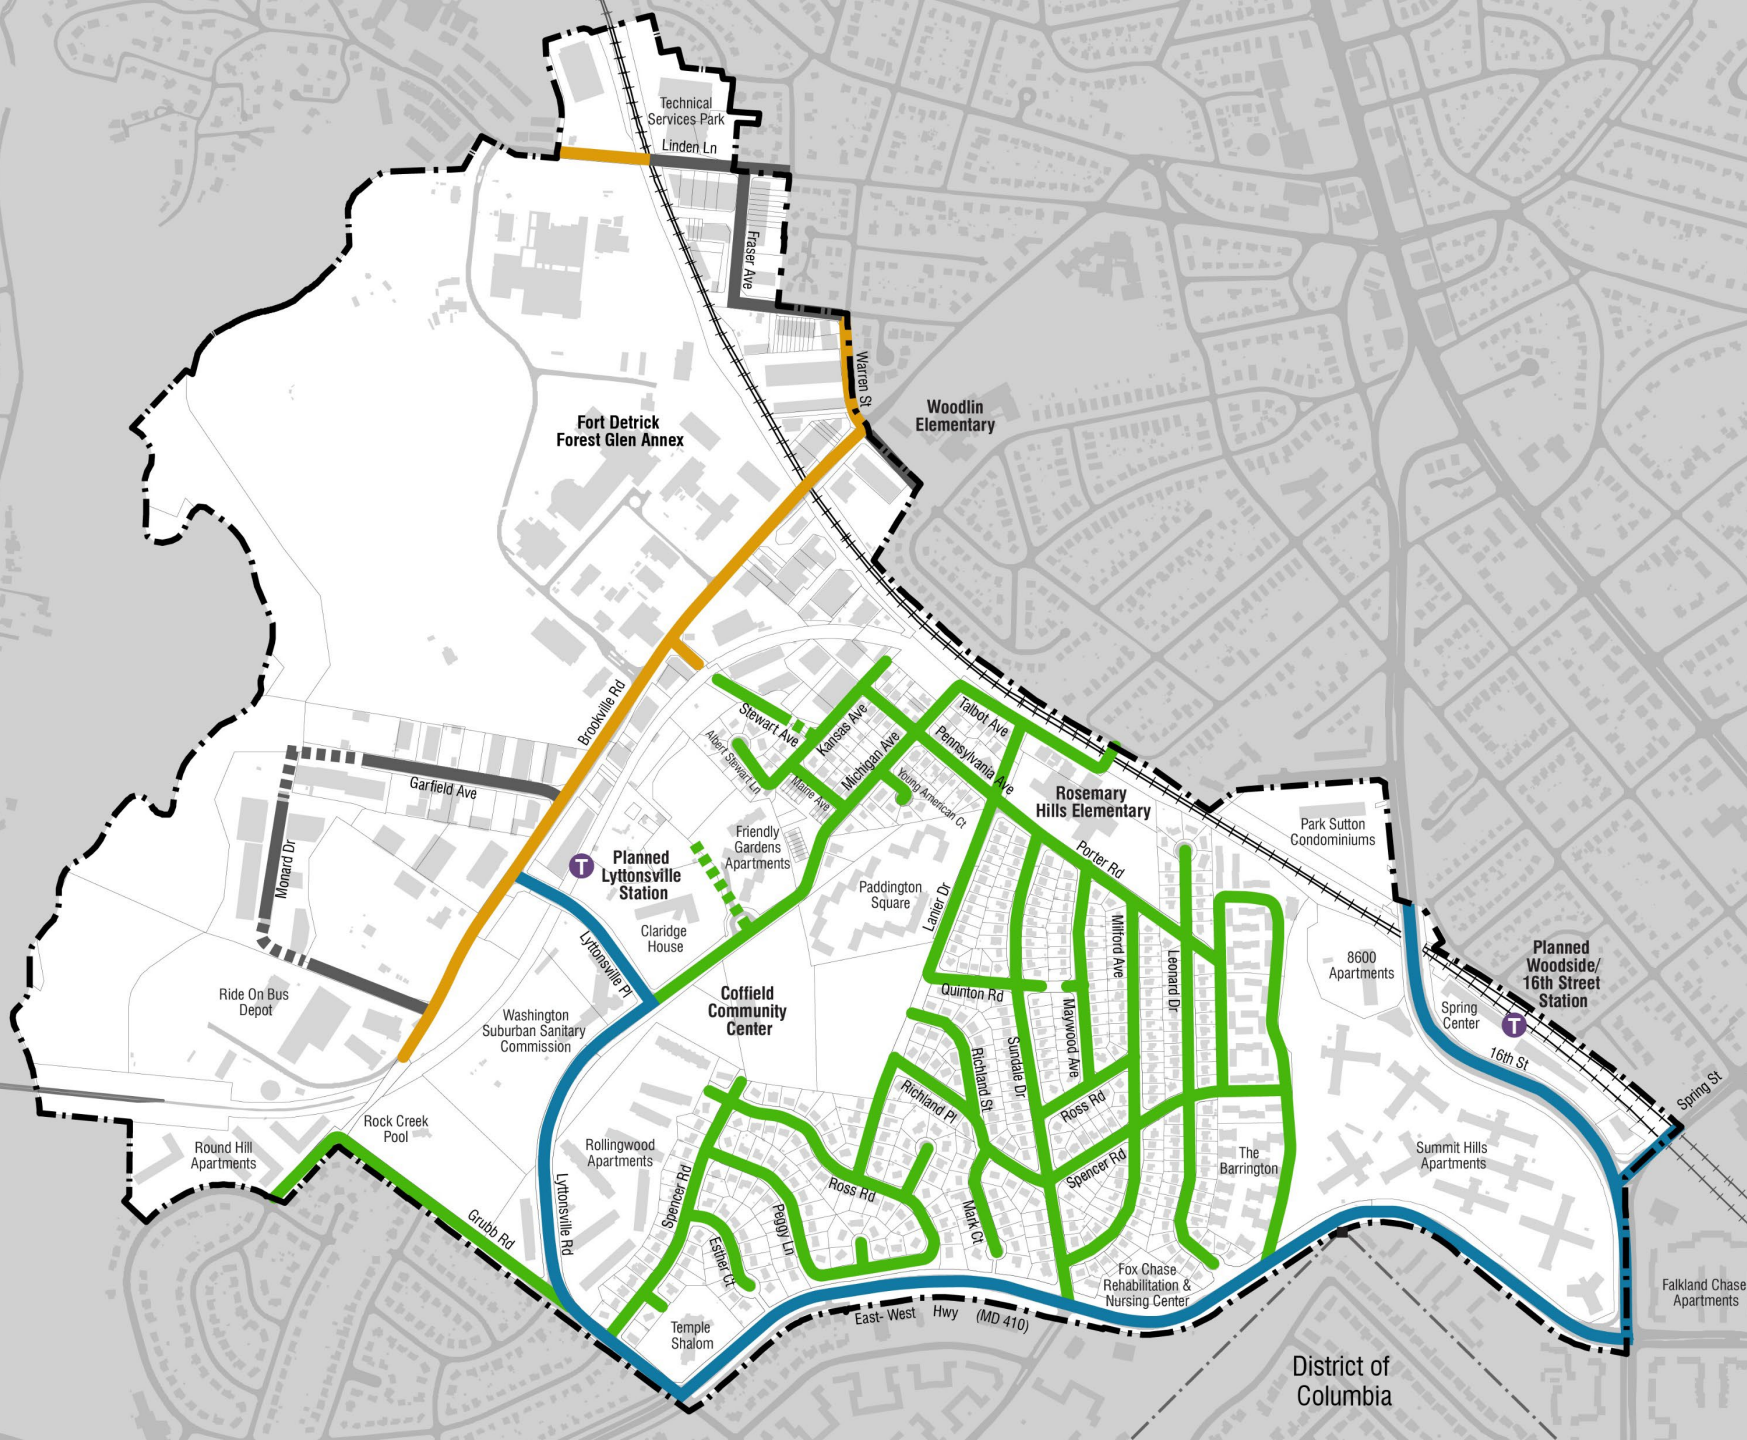 Technical
Services Park
Linden Ln
Fraser Ave
Warren St
Woodlin
Elementary
Fort Detrick
Forest Glen Annex
Brookville Rd
Stewart Ave
Albert Stewart Ln
Kansas Ave
Maine Ave
Michigan Ave
Talbot Ave
Pennsylvania Ave
Young American Ct
Rosemary
Hills Elementary
Park Sutton
Condominiums
Garfield Ave
Monard Dr
T
Planned
Lyttonsville
Station
Friendly
Gardens
Apartments
Porter Rd
Paddington
Square
Lanier Dr
Claridge
House
Milford Ave
Leonard Dr
8600
Apartments
Planned
Woodside/
16th Street
Station
T
Spring
Center
16th St
Spring St
Lyttonsville Pl
Ride On Bus
Depot
Washington
Suburban Sanitary
Commission
Coffield
Community
Center
Quinton Rd
Maywood Ave
Sundale Dr
Richland St
Richland Pl
Ross Rd
Rock Creek
Pool
Round Hill
Apartments
Rollingwood
Apartments
Lyttonsville Rd
Spencer Rd
Ross Rd
Spencer Rd
The
Barrington
Summit Hills
Apartments
Grubb Rd
Peggy Ln
Esther Ct
Mark Ct
Fox Chase
Rehabilitation &
Nursing Center
Falkland Chase
Apartments
Temple
Shalom
East- West Hwy (MD 410)
District of
Columbia